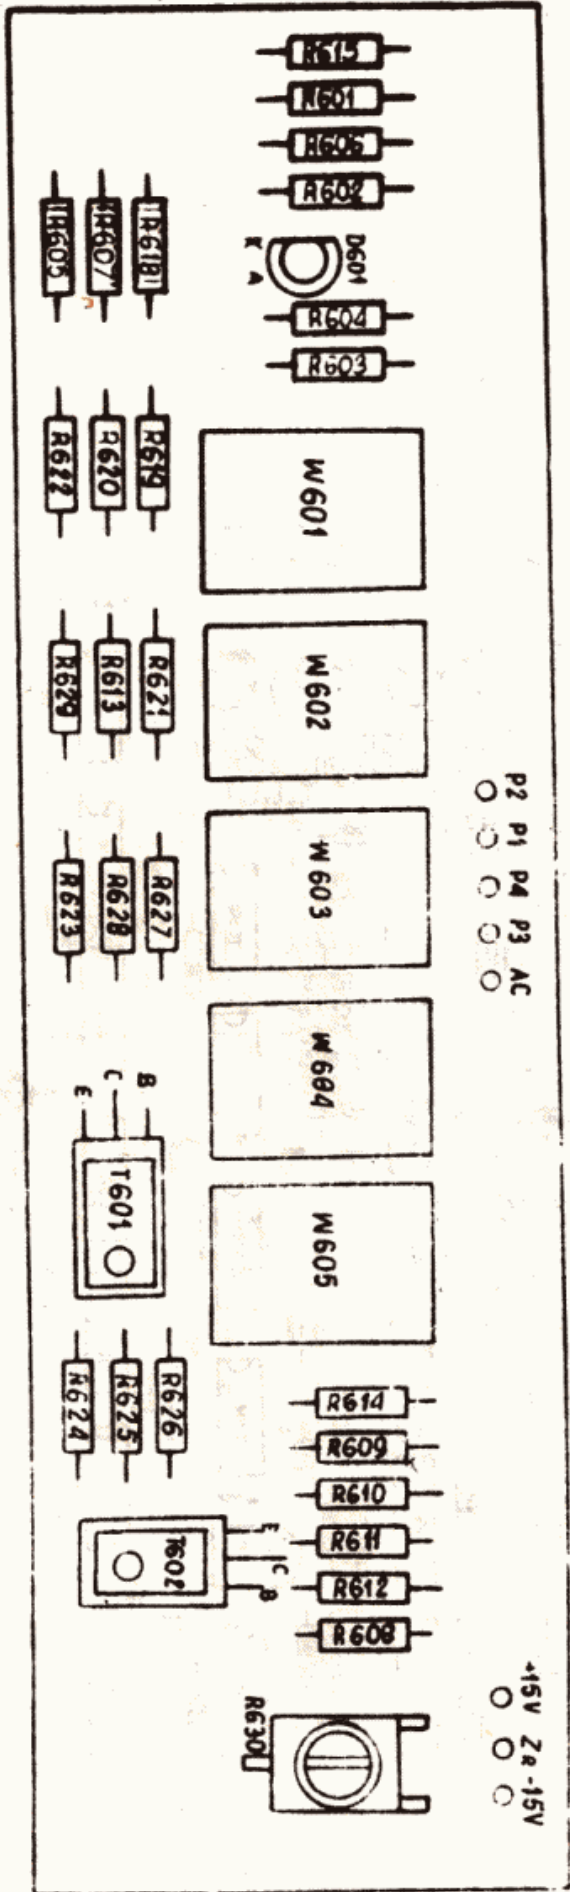 R615
R601
R606
R602
R605
R607
R618
K
A
D601
R604
R603
R622
R620
R619
W601
R629
R613
R621
W602
P2
P1
P4
P3
AC
R623
R628
R627
W603
W604
E
C
B
T601
W605
R624
R625
R626
R614
R609
R610
R611
R612
R608
T602
E
C
B
R630
+15V
ZR
-15V